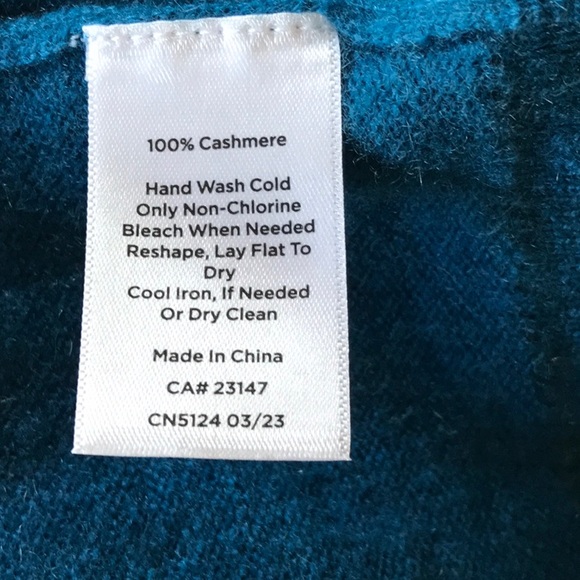 100% Cashmere
Hand Wash Cold
Only Non-Chlorine
Bleach When Needed
Reshape, Lay Flat To
Dry
Cool Iron, If Needed
Or Dry Clean
Made In China
CA# 23147
CN5124 03/23